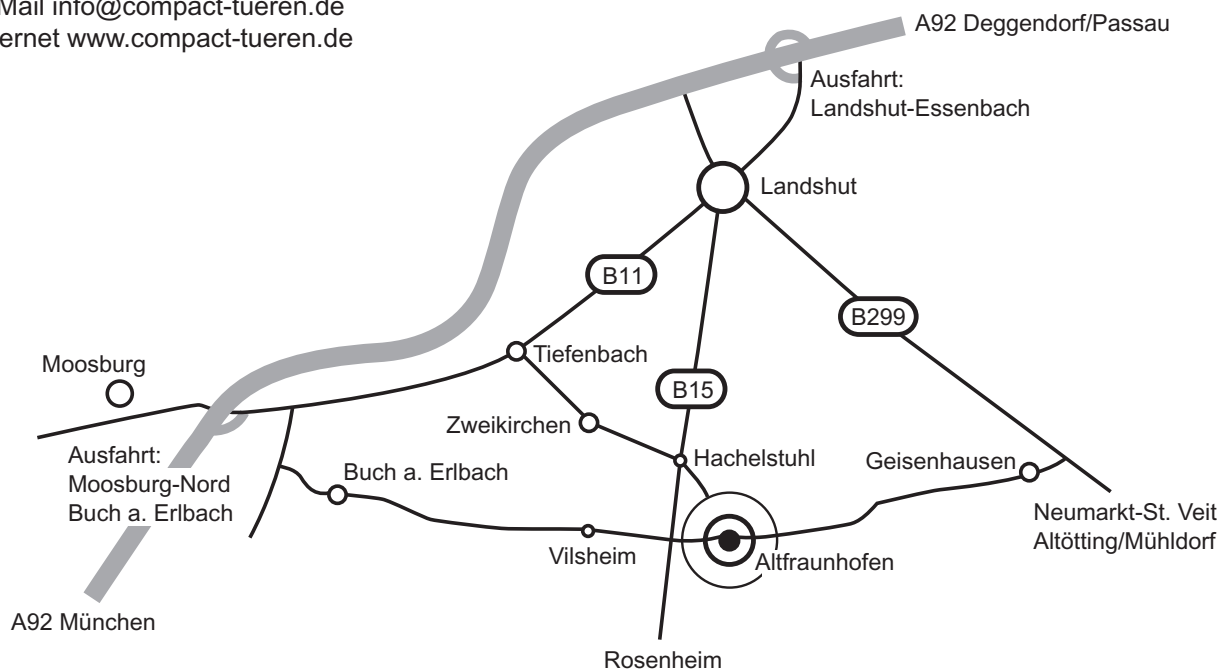 Mail info@compact-tueren.de
ernet www.compact-tueren.de
A92 Deggendorf/Passau
Ausfahrt:
Landshut-Essenbach
Landshut
B11
B299
Tiefenbach
Moosburg
B15
Zweikirchen
Hachelstuhl
Ausfahrt:
Moosburg-Nord
Buch a. Erlbach
Buch a. Erlbach
Geisenhausen
Neumarkt-St. Veit
Altötting/Mühldorf
Vilsheim
Altfraunhofen
A92 München
Rosenheim